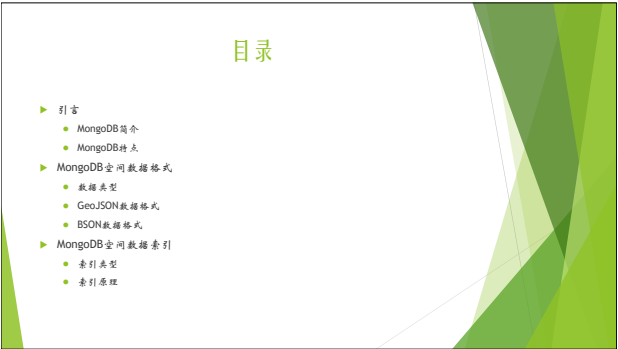 目录
引言
MongoDB简介
MongoDB特点
MongoDB空间数据格式
数据类型
GeoJSON数据格式
BSON数据格式
MongoDB空间数据索引
索引类型
索引原理